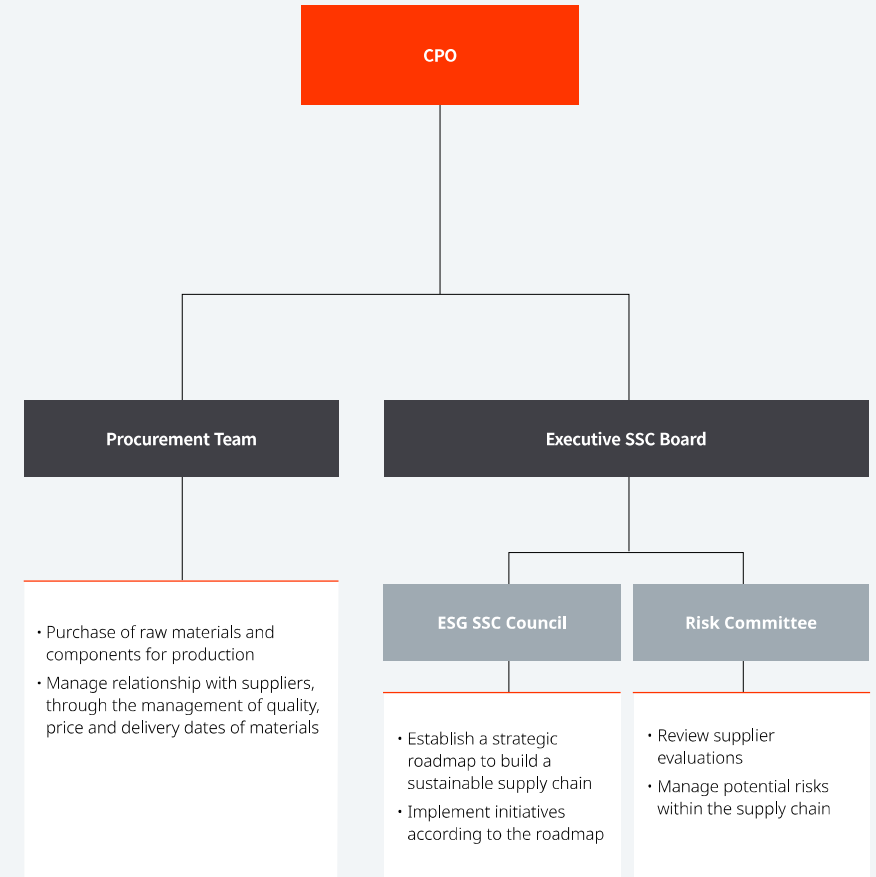 CPO
Procurement Team
Executive SSC Board
• Purchase of raw materials and
components for production
• Manage relationship with suppliers,
through the management of quality,
price and delivery dates of materials
ESG SSC Council
• Establish a strategic
roadmap to build a
sustainable supply chain
• Implement initiatives
according to the roadmap
Risk Committee
• Review supplier
evaluations
• Manage potential risks
within the supply chain